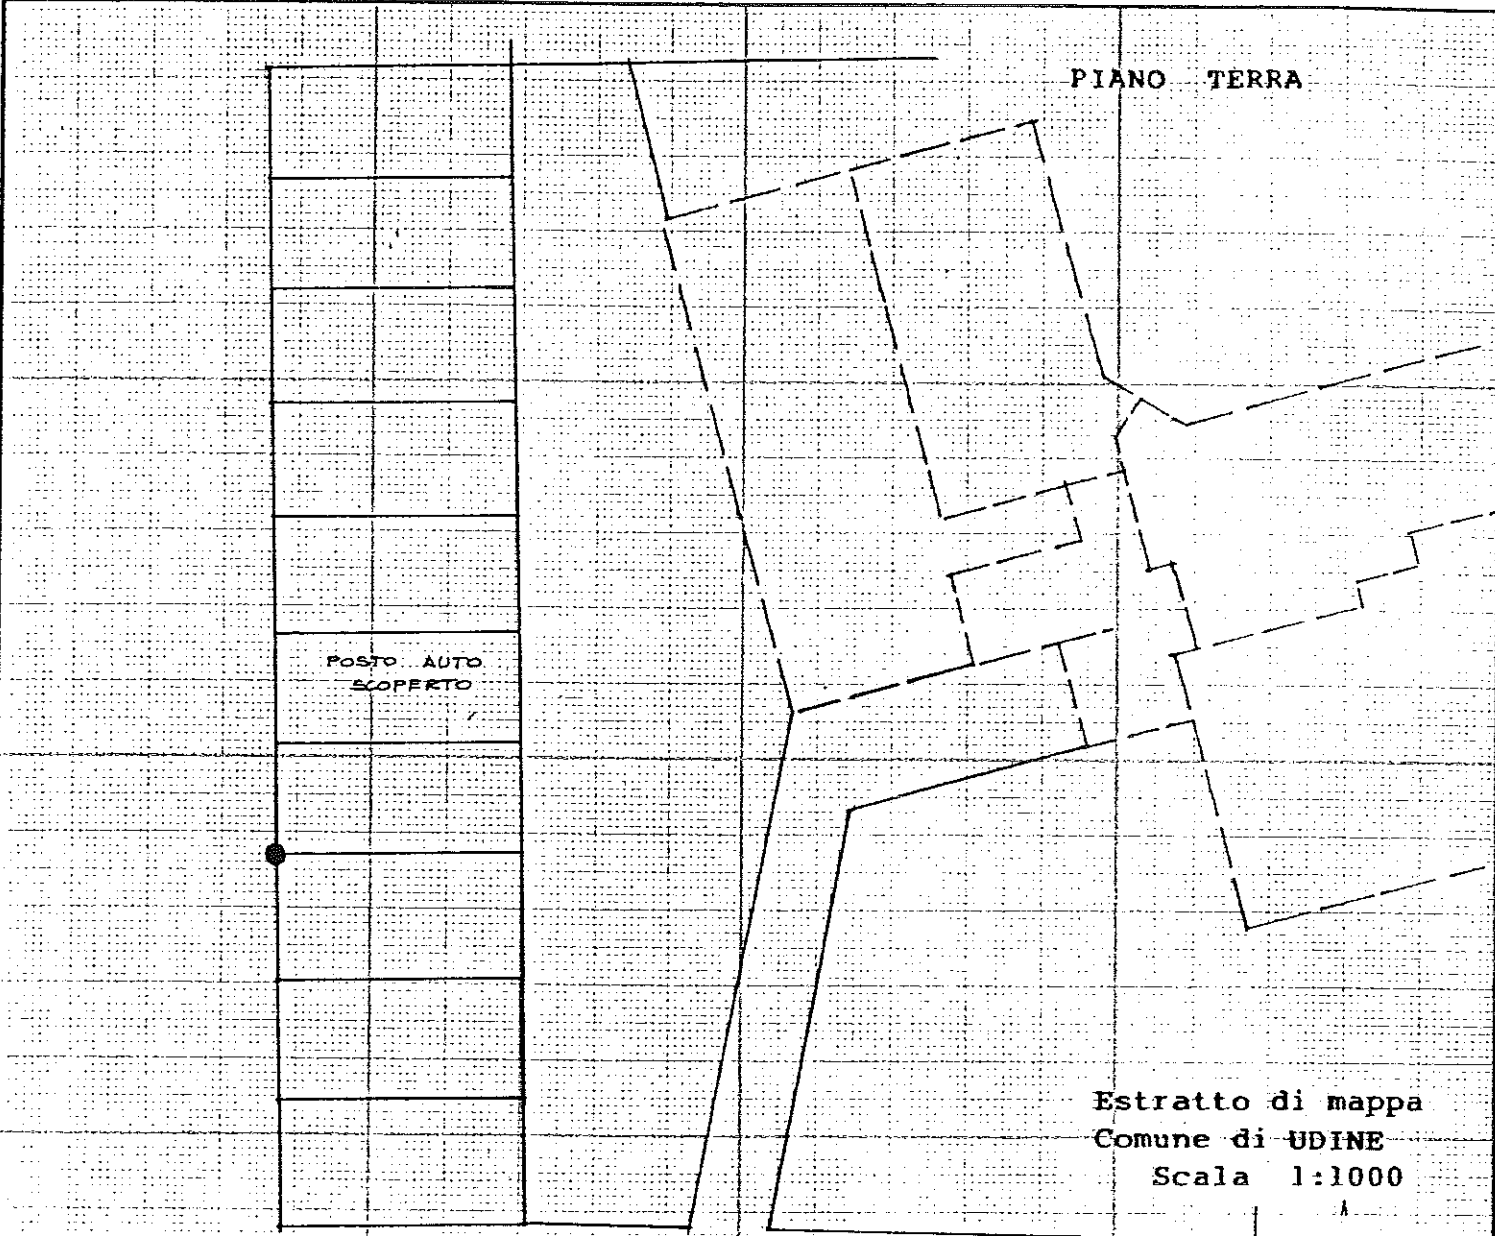 PIANO TERRA
POSTO AUTO
SCOPERTO
Estratto di mappa
Comune di UDINE
Scala 1:1000